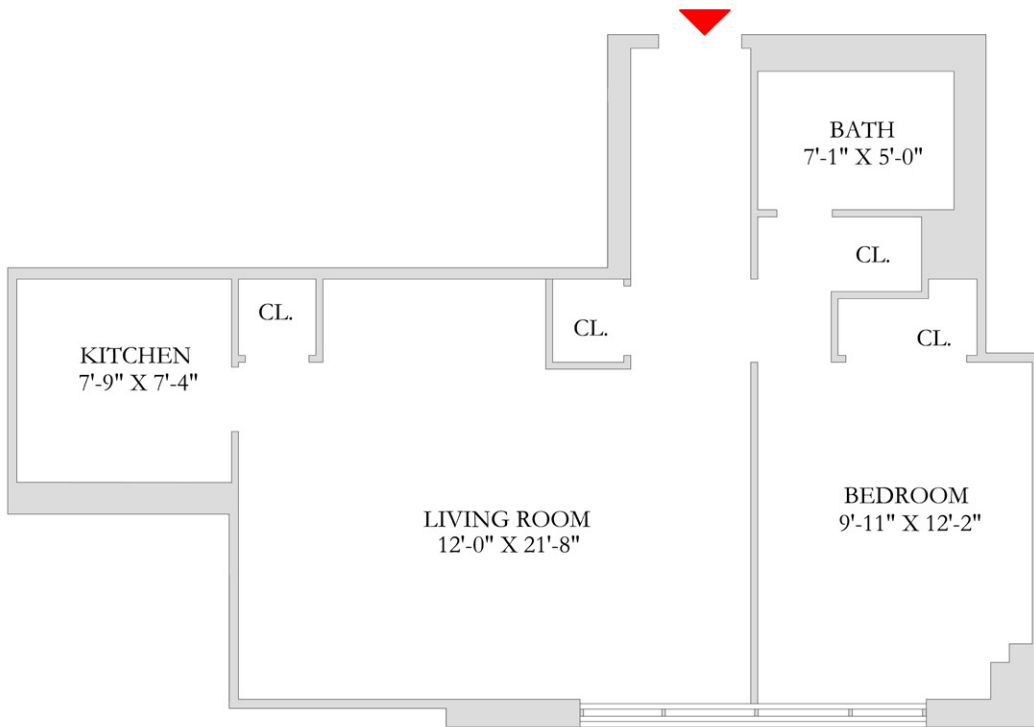 BATH
7'-1" X 5'-0"
CL.
CL.
CL.
CL.
KITCHEN
7'-9" X 7'-4"
BEDROOM
9'-11" X 12'-2"
LIVING ROOM
12'-0" X 21'-8"